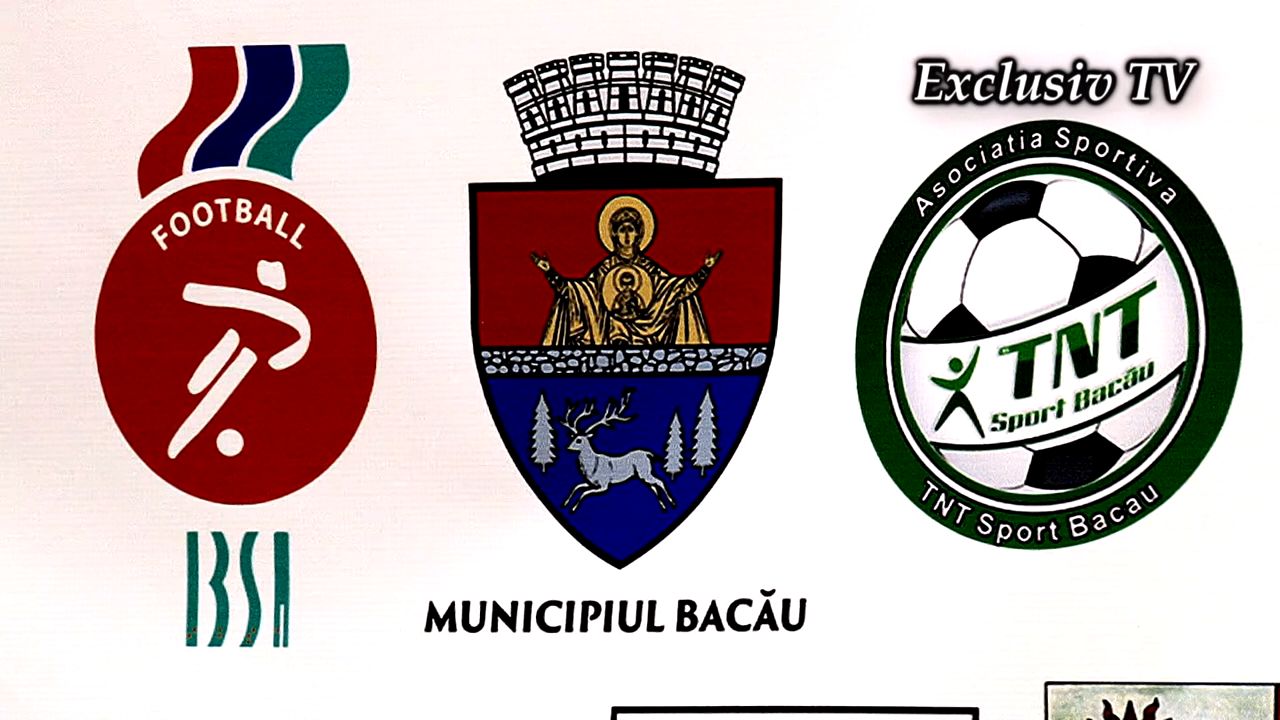 FOOTBALL
IBSA
MUNICIPIUL BACĂU
Exclusiv TV
Asociatia Sportiva
TNT
Sport Bacău
TNT Sport Bacau